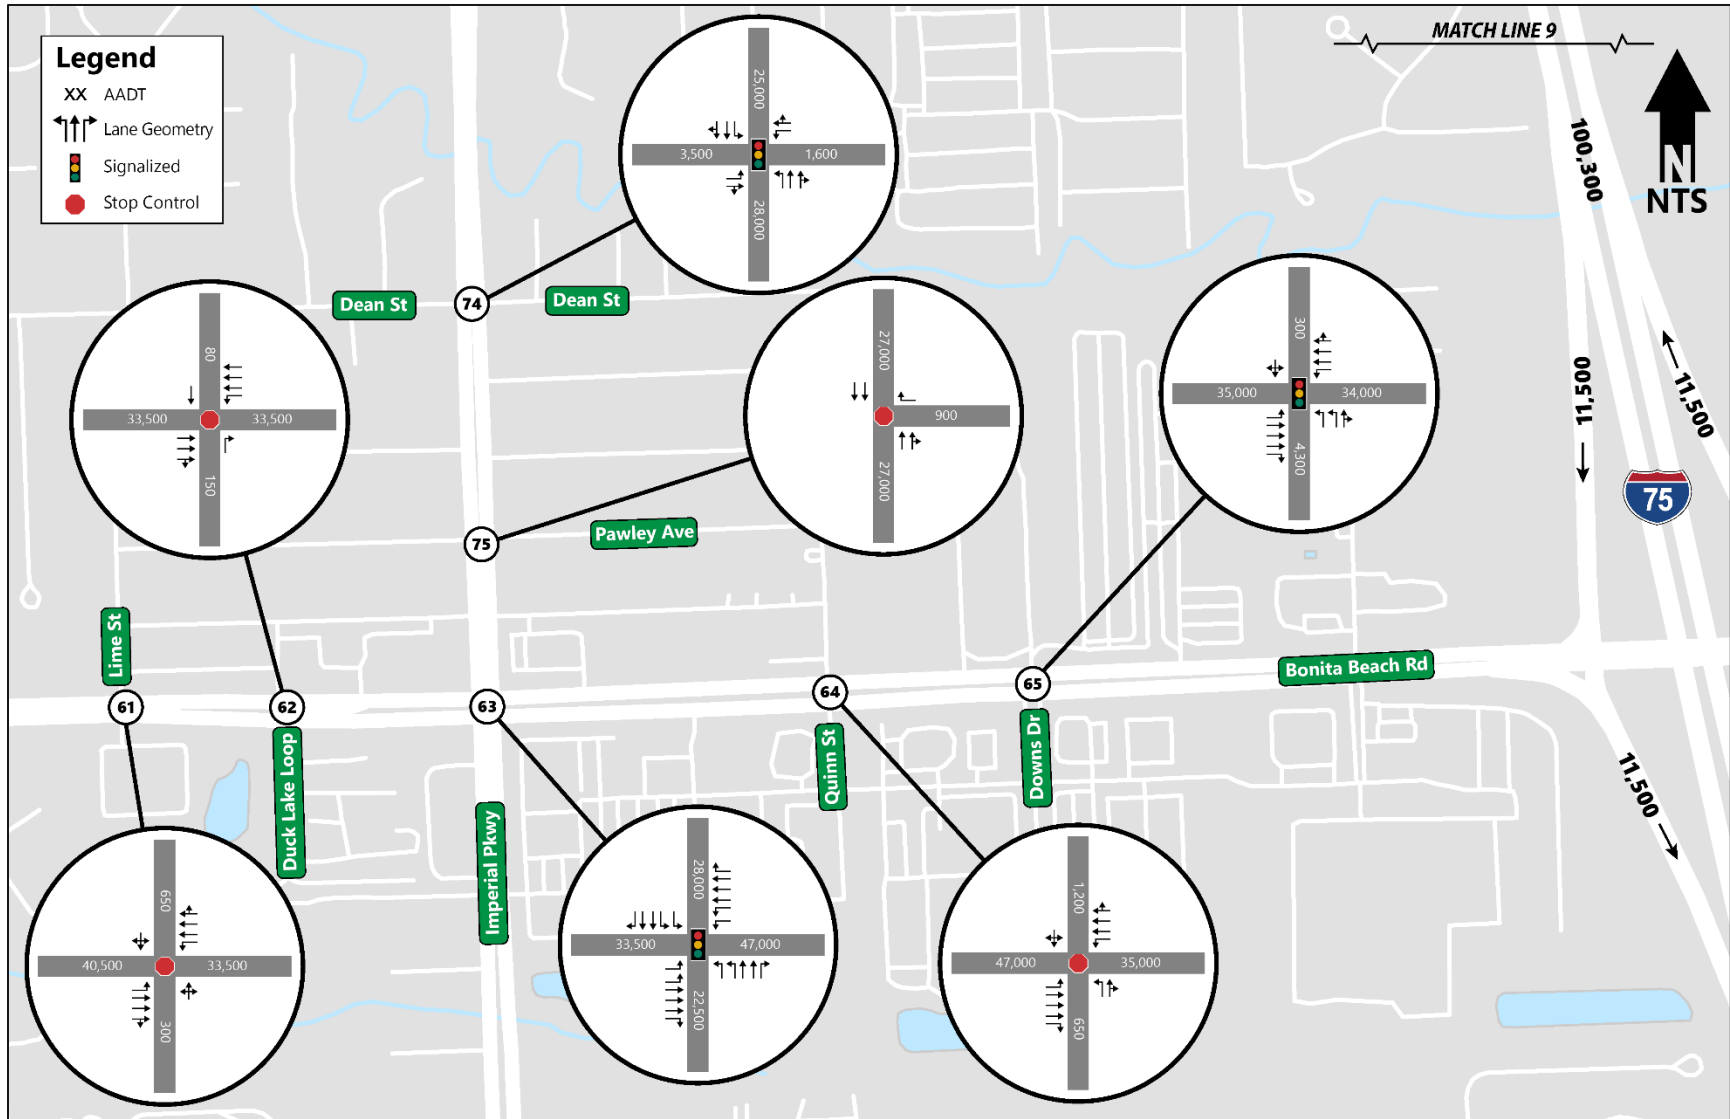 Legend
XX AADT
Lane Geometry
Signalized
Stop Control
MATCH LINE 9
N
NTS
100,300
11,500
11,500
11,500
75
25,000
3,500
1,600
28,000
Dean St
74
Dean St
80
33,500
33,500
150
27,000
900
27,000
300
35,000
34,000
4,300
75
Pawley Ave
Lime St
61
62
63
64
65
Bonita Beach Rd
Duck Lake Loop
Imperial Pkwy
Quinn St
Downs Dr
650
40,500
33,500
300
28,000
33,500
47,000
22,500
1,200
47,000
35,000
650